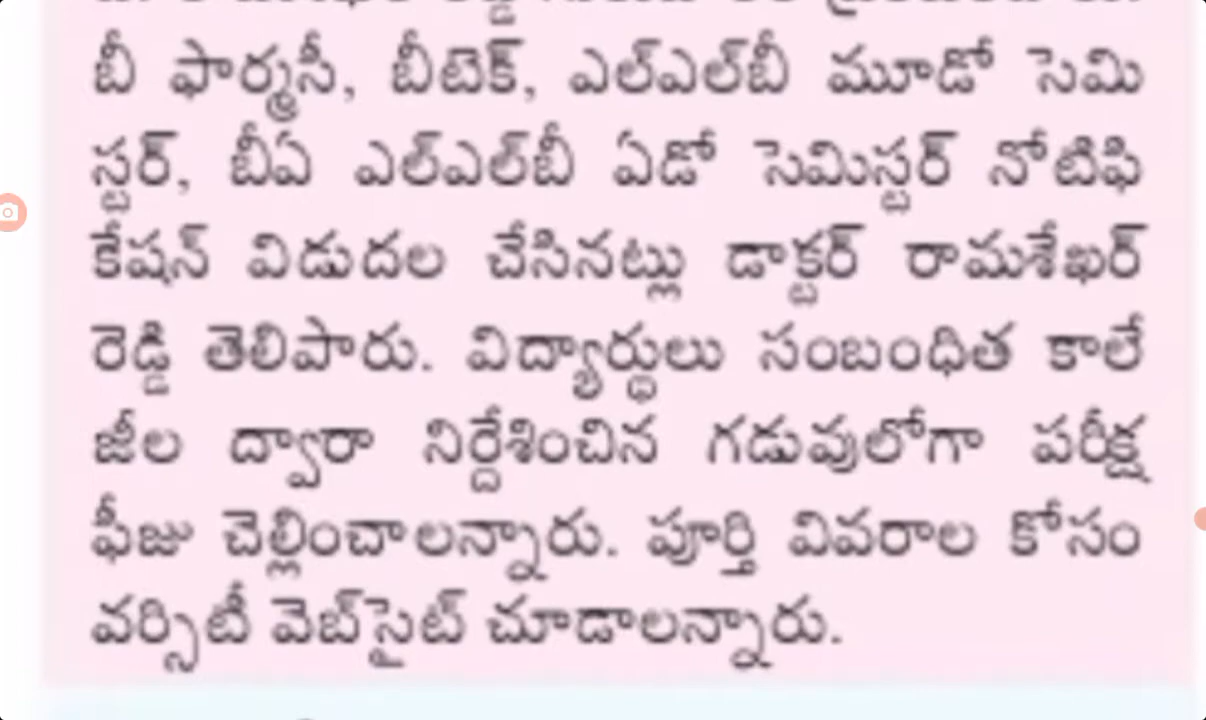 బీ ఫార్మసీ, బీటెక్, ఎల్ఎల్‌బీ మూడో సెమి
స్టర్, బీఏ ఎల్ఎల్‌బీ ఏడో సెమిస్టర్ నోటిఫి
కేషన్ విడుదల చేసినట్లు డాక్టర్ రామశేఖర్
రెడ్డి తెలిపారు. విద్యార్థులు సంబంధిత కాలే
జీల ద్వారా నిర్దేశించిన గడువులోగా పరీక్ష
ఫీజు చెల్లించాలన్నారు. పూర్తి వివరాల కోసం
వర్సిటీ వెబ్‌సైట్ చూడాలన్నారు.